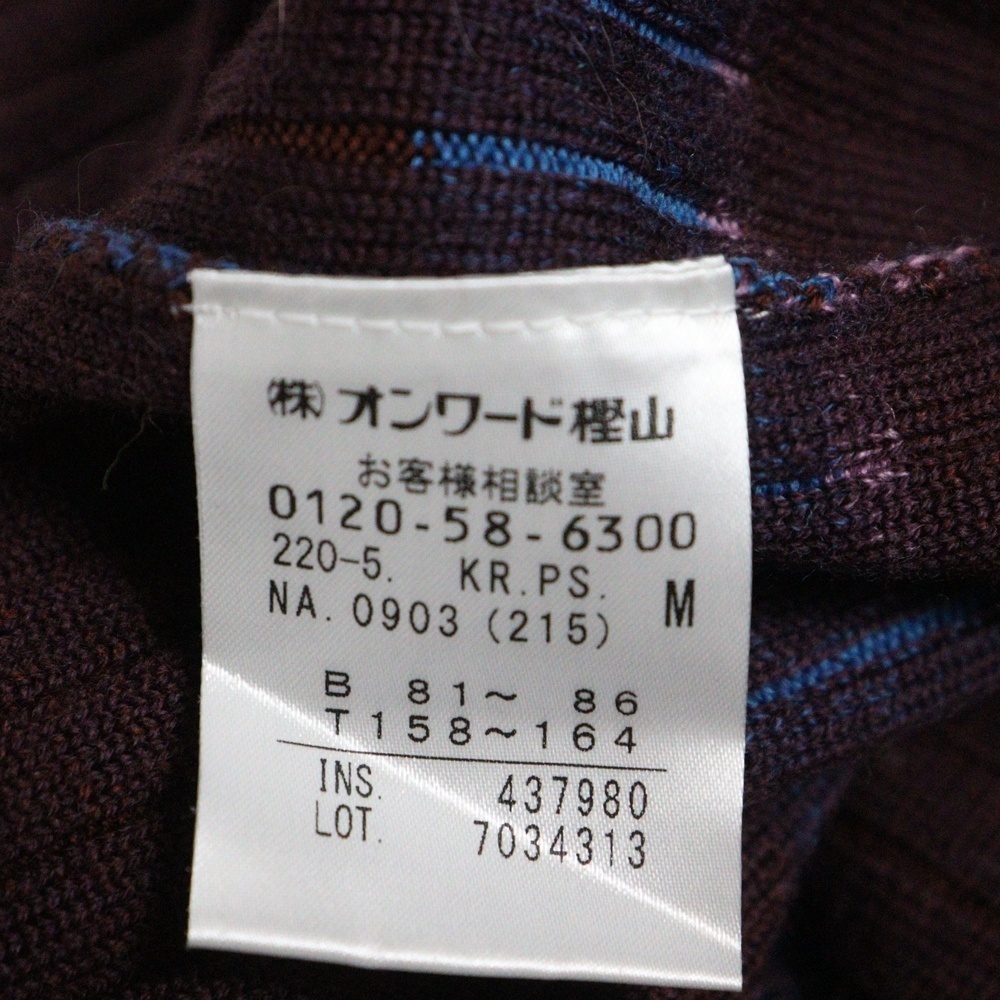 ㈱ オンワード樫山
お客様相談室
0120-58-6300
220-5. KR.PS.
NA. 0903 (215) M
B 81～ 86
T 158～164
INS. 437980
LOT. 7034313